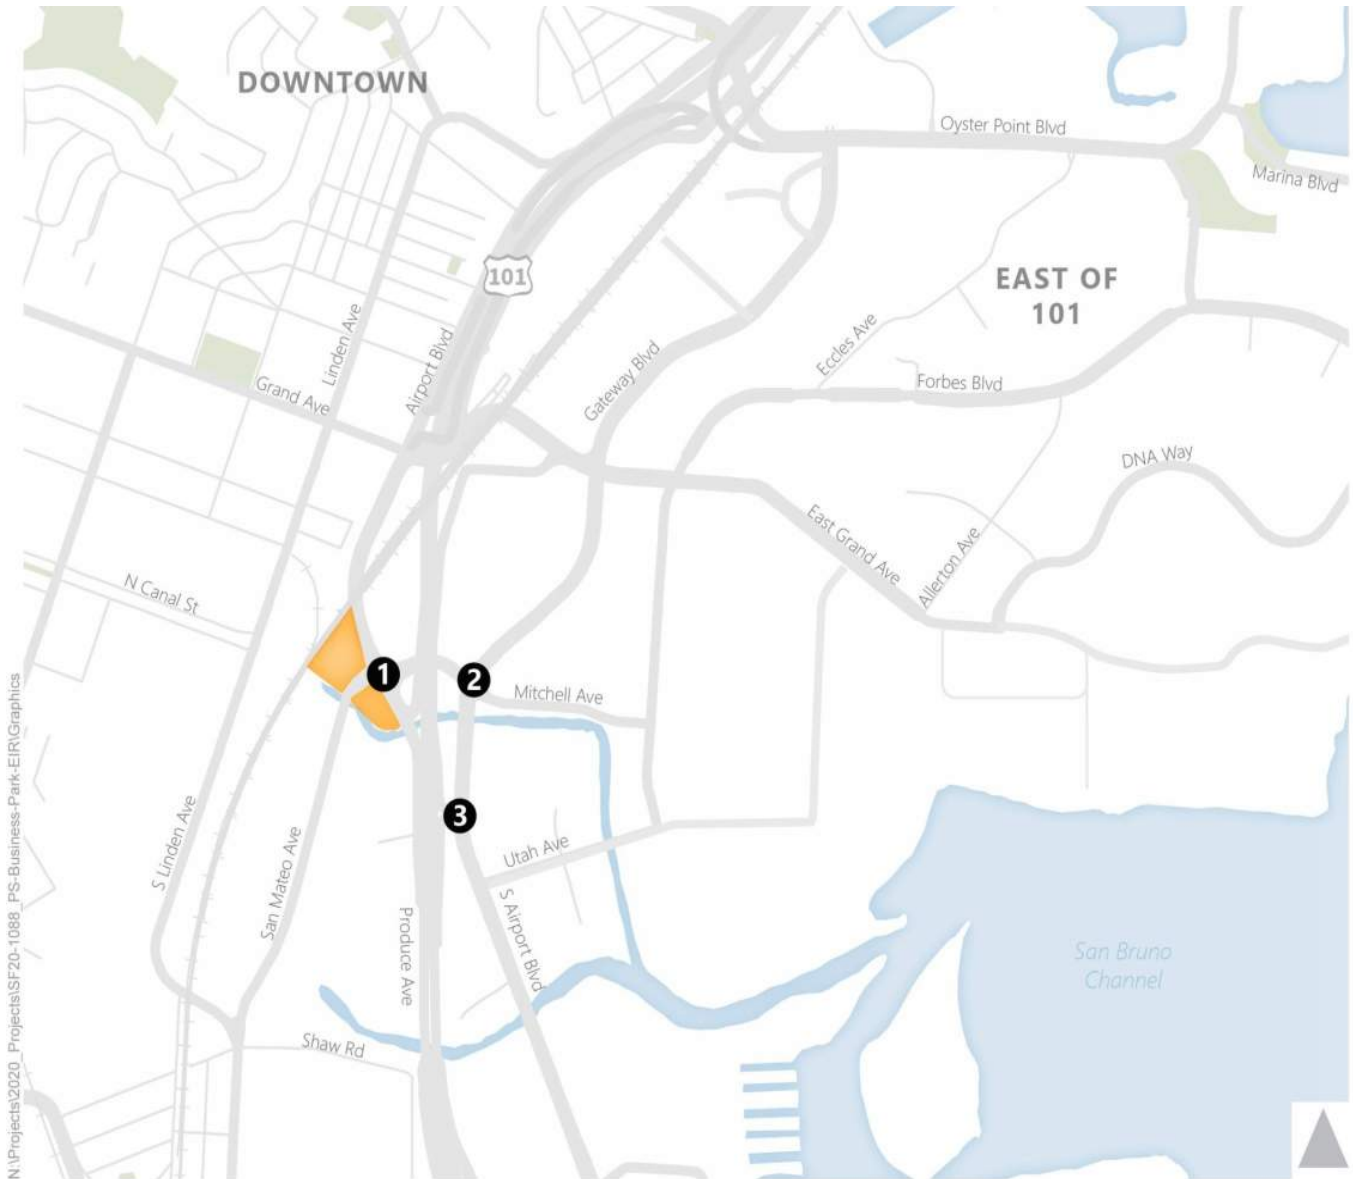 DOWNTOWN
Oyster Point Blvd
Marina Blvd
101
EAST OF
101
Linden Ave
Airport Blvd
Gateway Blvd
Eccles Ave
Grand Ave
Forbes Blvd
DNA Way
East Grand Ave
Allerton Ave
N Canal St
1
2
Mitchell Ave
3
S Linden Ave
San Mateo Ave
Utah Ave
S Airport Blvd
Produce Ave
San Bruno
Channel
Shaw Rd
N:\Projects\2020_Projects\SF20-1088_PS-Business-Park-EIR\Graphics